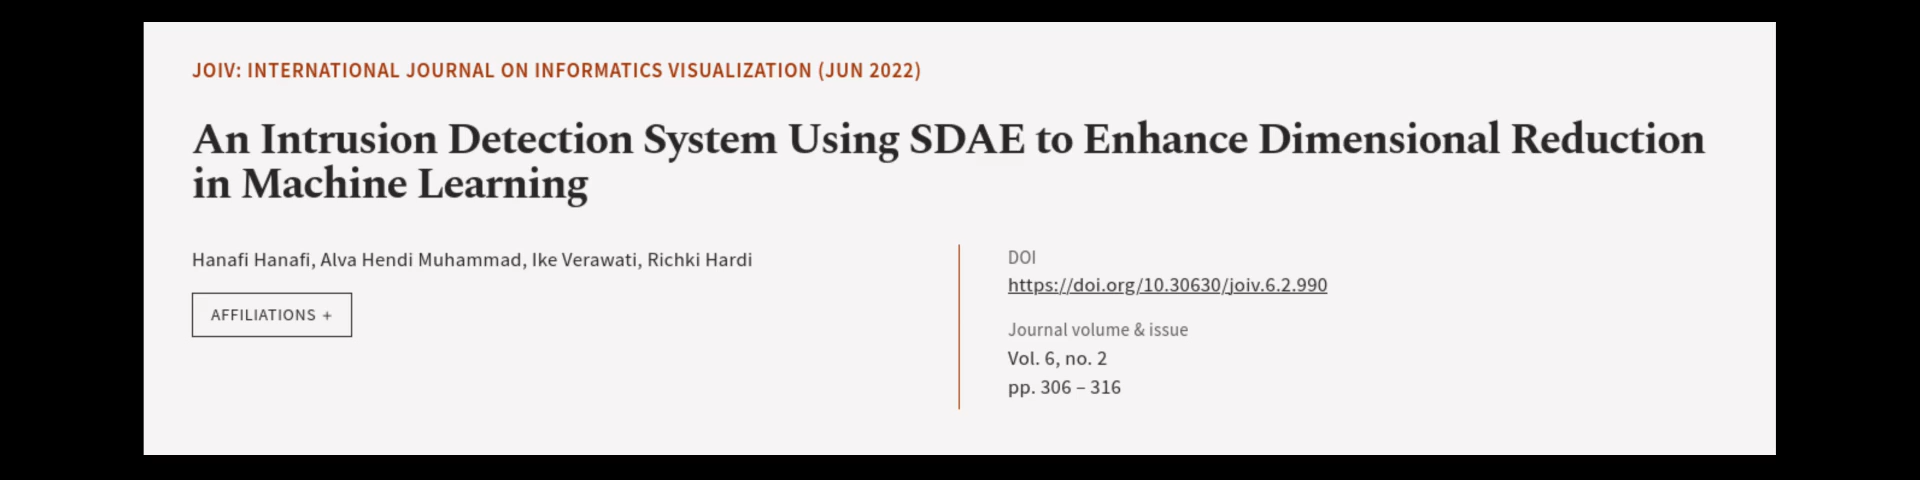 JOIV: INTERNATIONAL JOURNAL ON INFORMATICS VISUALIZATION (JUN 2022)
An Intrusion Detection System Using SDAE to Enhance Dimensional Reduction
in Machine Learning
Hanafi Hanafi, Alva Hendi Muhammad, Ike Verawati, Richki Hardi
AFFILIATIONS +
DOI
https://doi.org/10.30630/joiv.6.2.990
Journal volume & issue
Vol. 6, no. 2
pp. 306 – 316